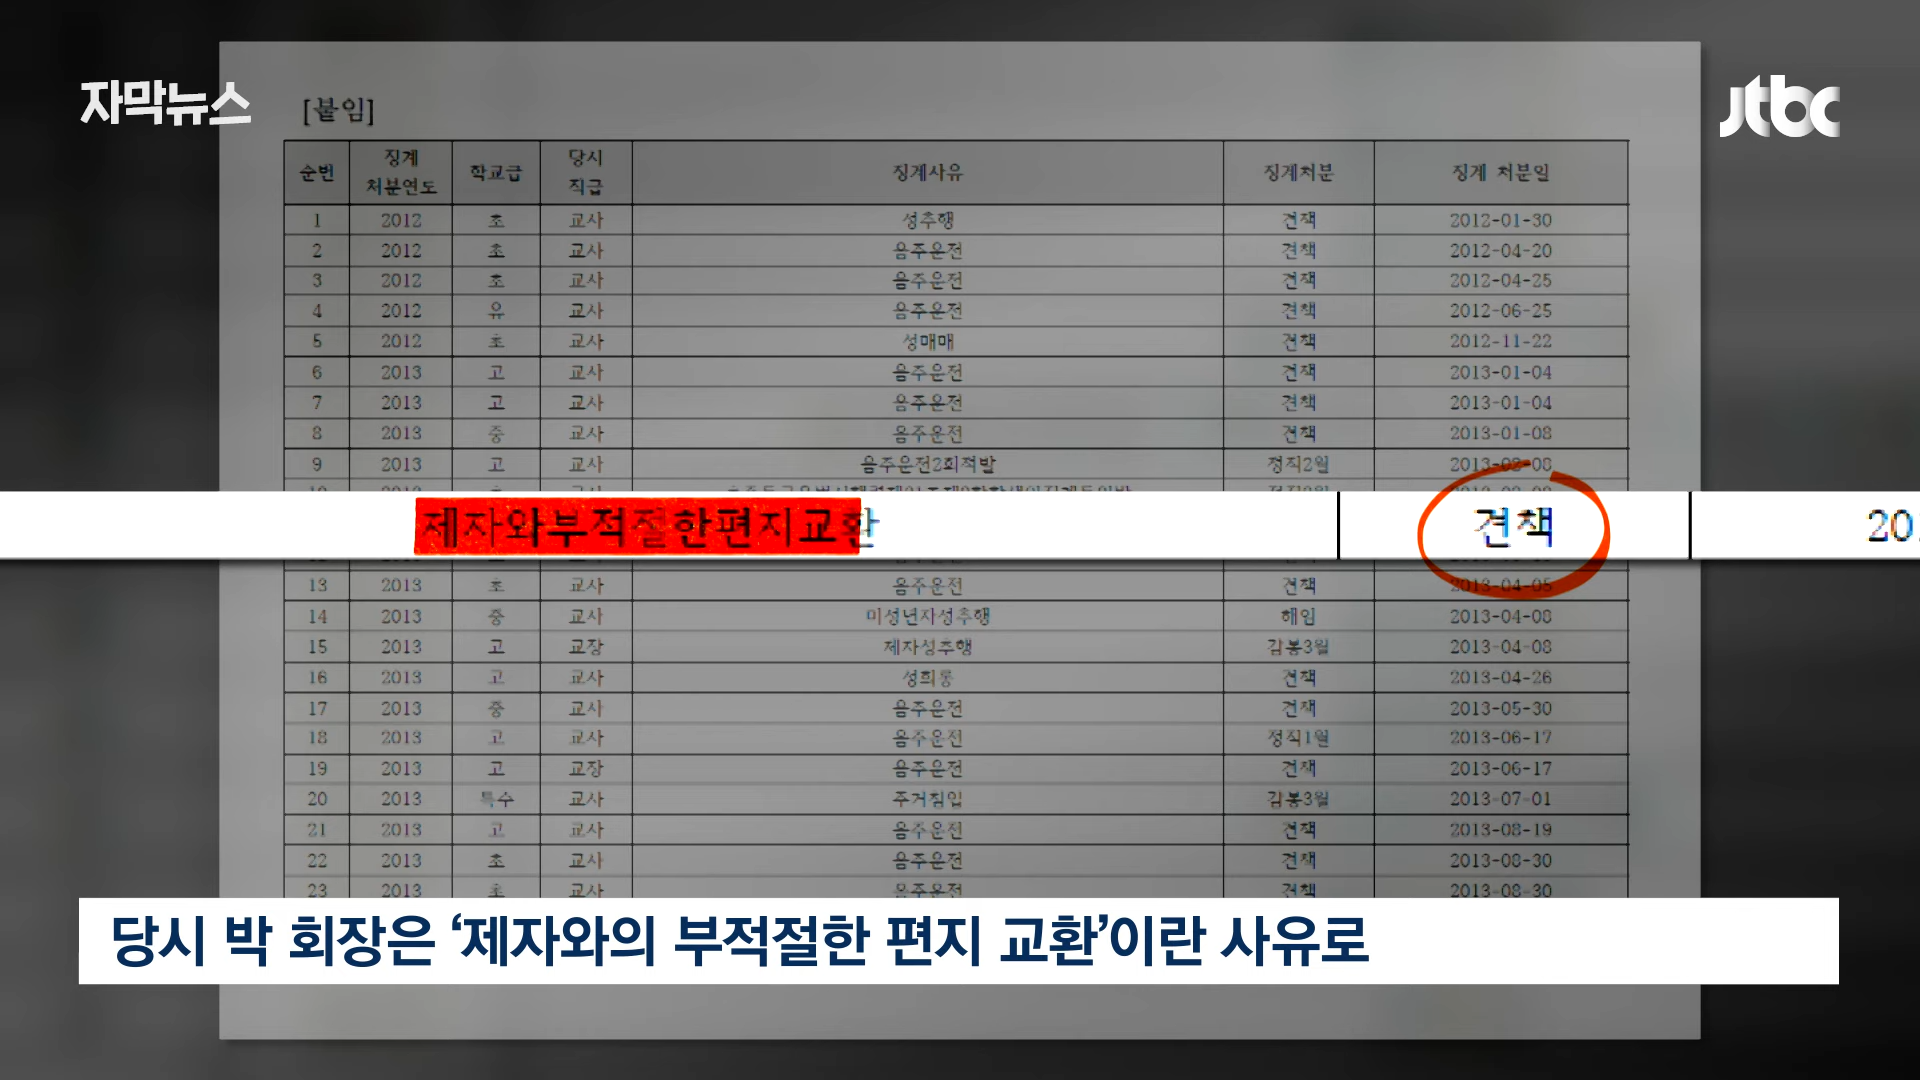 자막뉴스
jtbc
[붙임]
순번 징계 처분연도 학교급 당시 직급 징계사유 징계처분 징계 처분일
1 2012 초 교사 성추행 견책 2012-01-30
2 2012 초 교사 음주운전 견책 2012-04-20
3 2012 초 교사 음주운전 견책 2012-04-25
4 2012 유 교사 음주운전 견책 2012-06-25
5 2012 초 교사 성매매 견책 2012-11-22
6 2013 고 교사 음주운전 견책 2013-01-04
7 2013 고 교사 음주운전 견책 2013-01-04
8 2013 중 교사 음주운전 견책 2013-01-08
9 2013 고 교사 음주운전2회적발 정직2월 2013-03-08
제자와부적절한편지교환 견책 20
13 2013 초 교사 음주운전 견책 2013-04-05
14 2013 중 교사 미성년자성추행 해임 2013-04-08
15 2013 고 교장 제자성추행 감봉3월 2013-04-08
16 2013 고 교사 성희롱 견책 2013-04-26
17 2013 중 교사 음주운전 견책 2013-05-30
18 2013 고 교사 음주운전 정직1월 2013-06-17
19 2013 고 교장 음주운전 견책 2013-06-17
20 2013 특수 교사 주거침입 감봉3월 2013-07-01
21 2013 고 교사 음주운전 견책 2013-08-19
22 2013 초 교사 음주운전 견책 2013-08-30
23 2013 초 교사 음주운전 견책 2013-08-30
당시 박 회장은 ‘제자와의 부적절한 편지 교환’이란 사유로